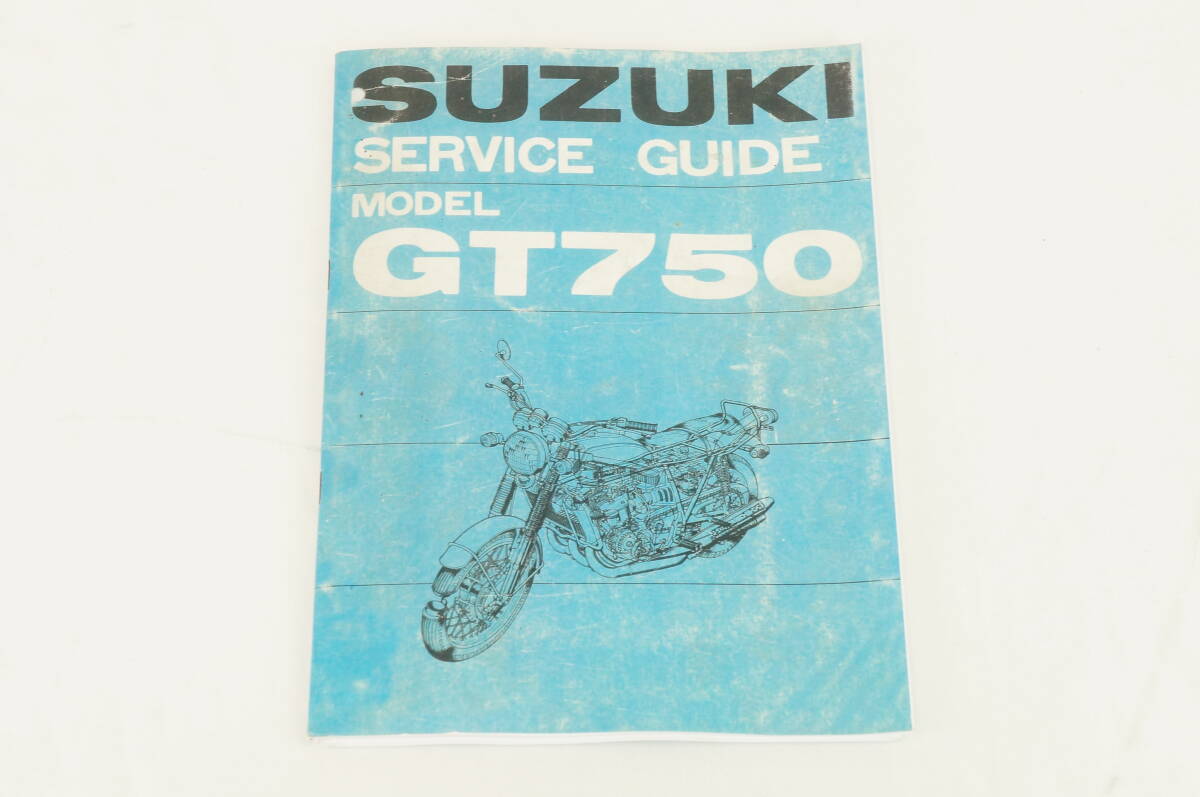 SUZUKI
SERVICE GUIDE
MODEL
GT750